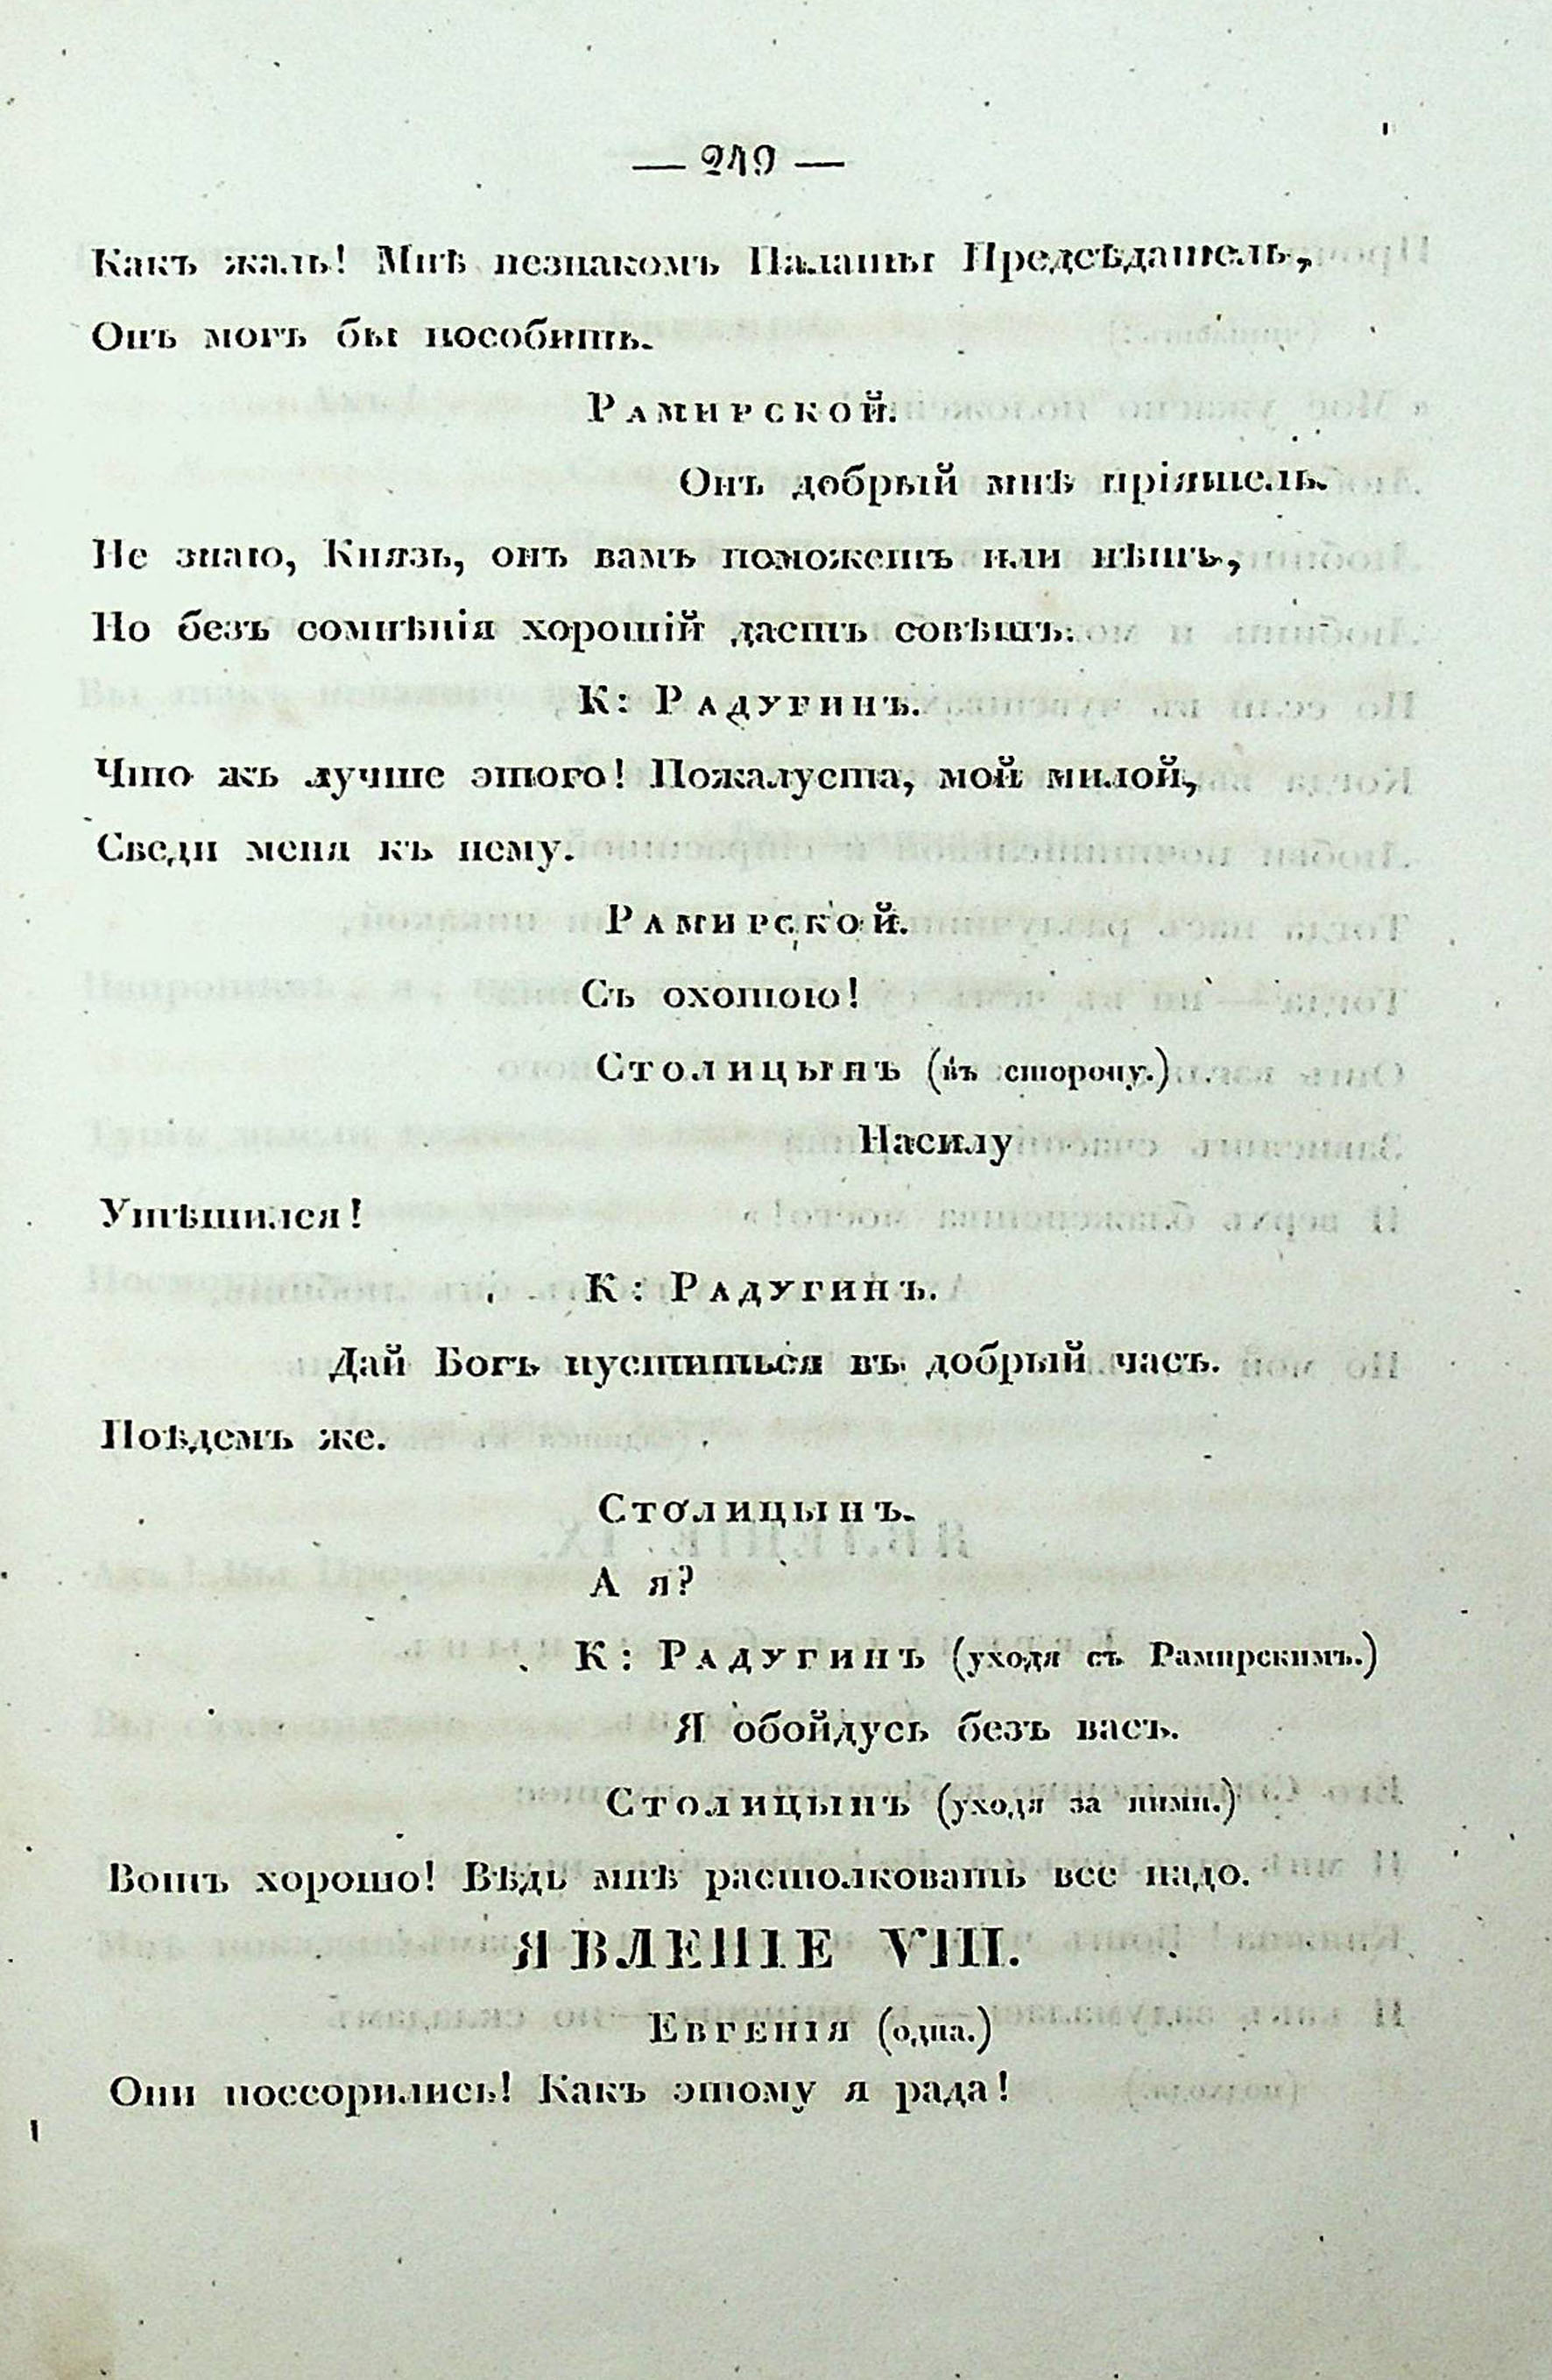 — 249 —
Какъ жаль! Мнѣ незнакомъ Палаты Предсѣдатель,
Онъ могъ бы пособить.
Рамирской.
Онъ добрый мнѣ пріятель.
Не знаю, Князь, онъ вамъ поможетъ или нѣтъ,
Но безъ сомнѣнія хорошій дастъ совѣтъ.
К: Радугинъ.
Что жъ лучше этого! Пожалуста, мой милой,
Сведи меня къ нему.
Рамирской.
Съ охотою!
Столицынъ (въ сторону.)
Насилу
Утѣшился!
К: Радугинъ.
Дай Богъ пуститься въ добрый часъ.
Поѣдемъ же.
Столицынъ.
А я?
К: Радугинъ (уходя съ Рамирскимъ.)
Я обойдусь безъ васъ.
Столицынъ (уходя за ними.)
Вотъ хорошо! Вѣдь мнѣ растолковать все надо.
ЯВЛЕНІЕ VIII.
Евгенія (одна.)
Они поссорились! Какъ этому я рада!